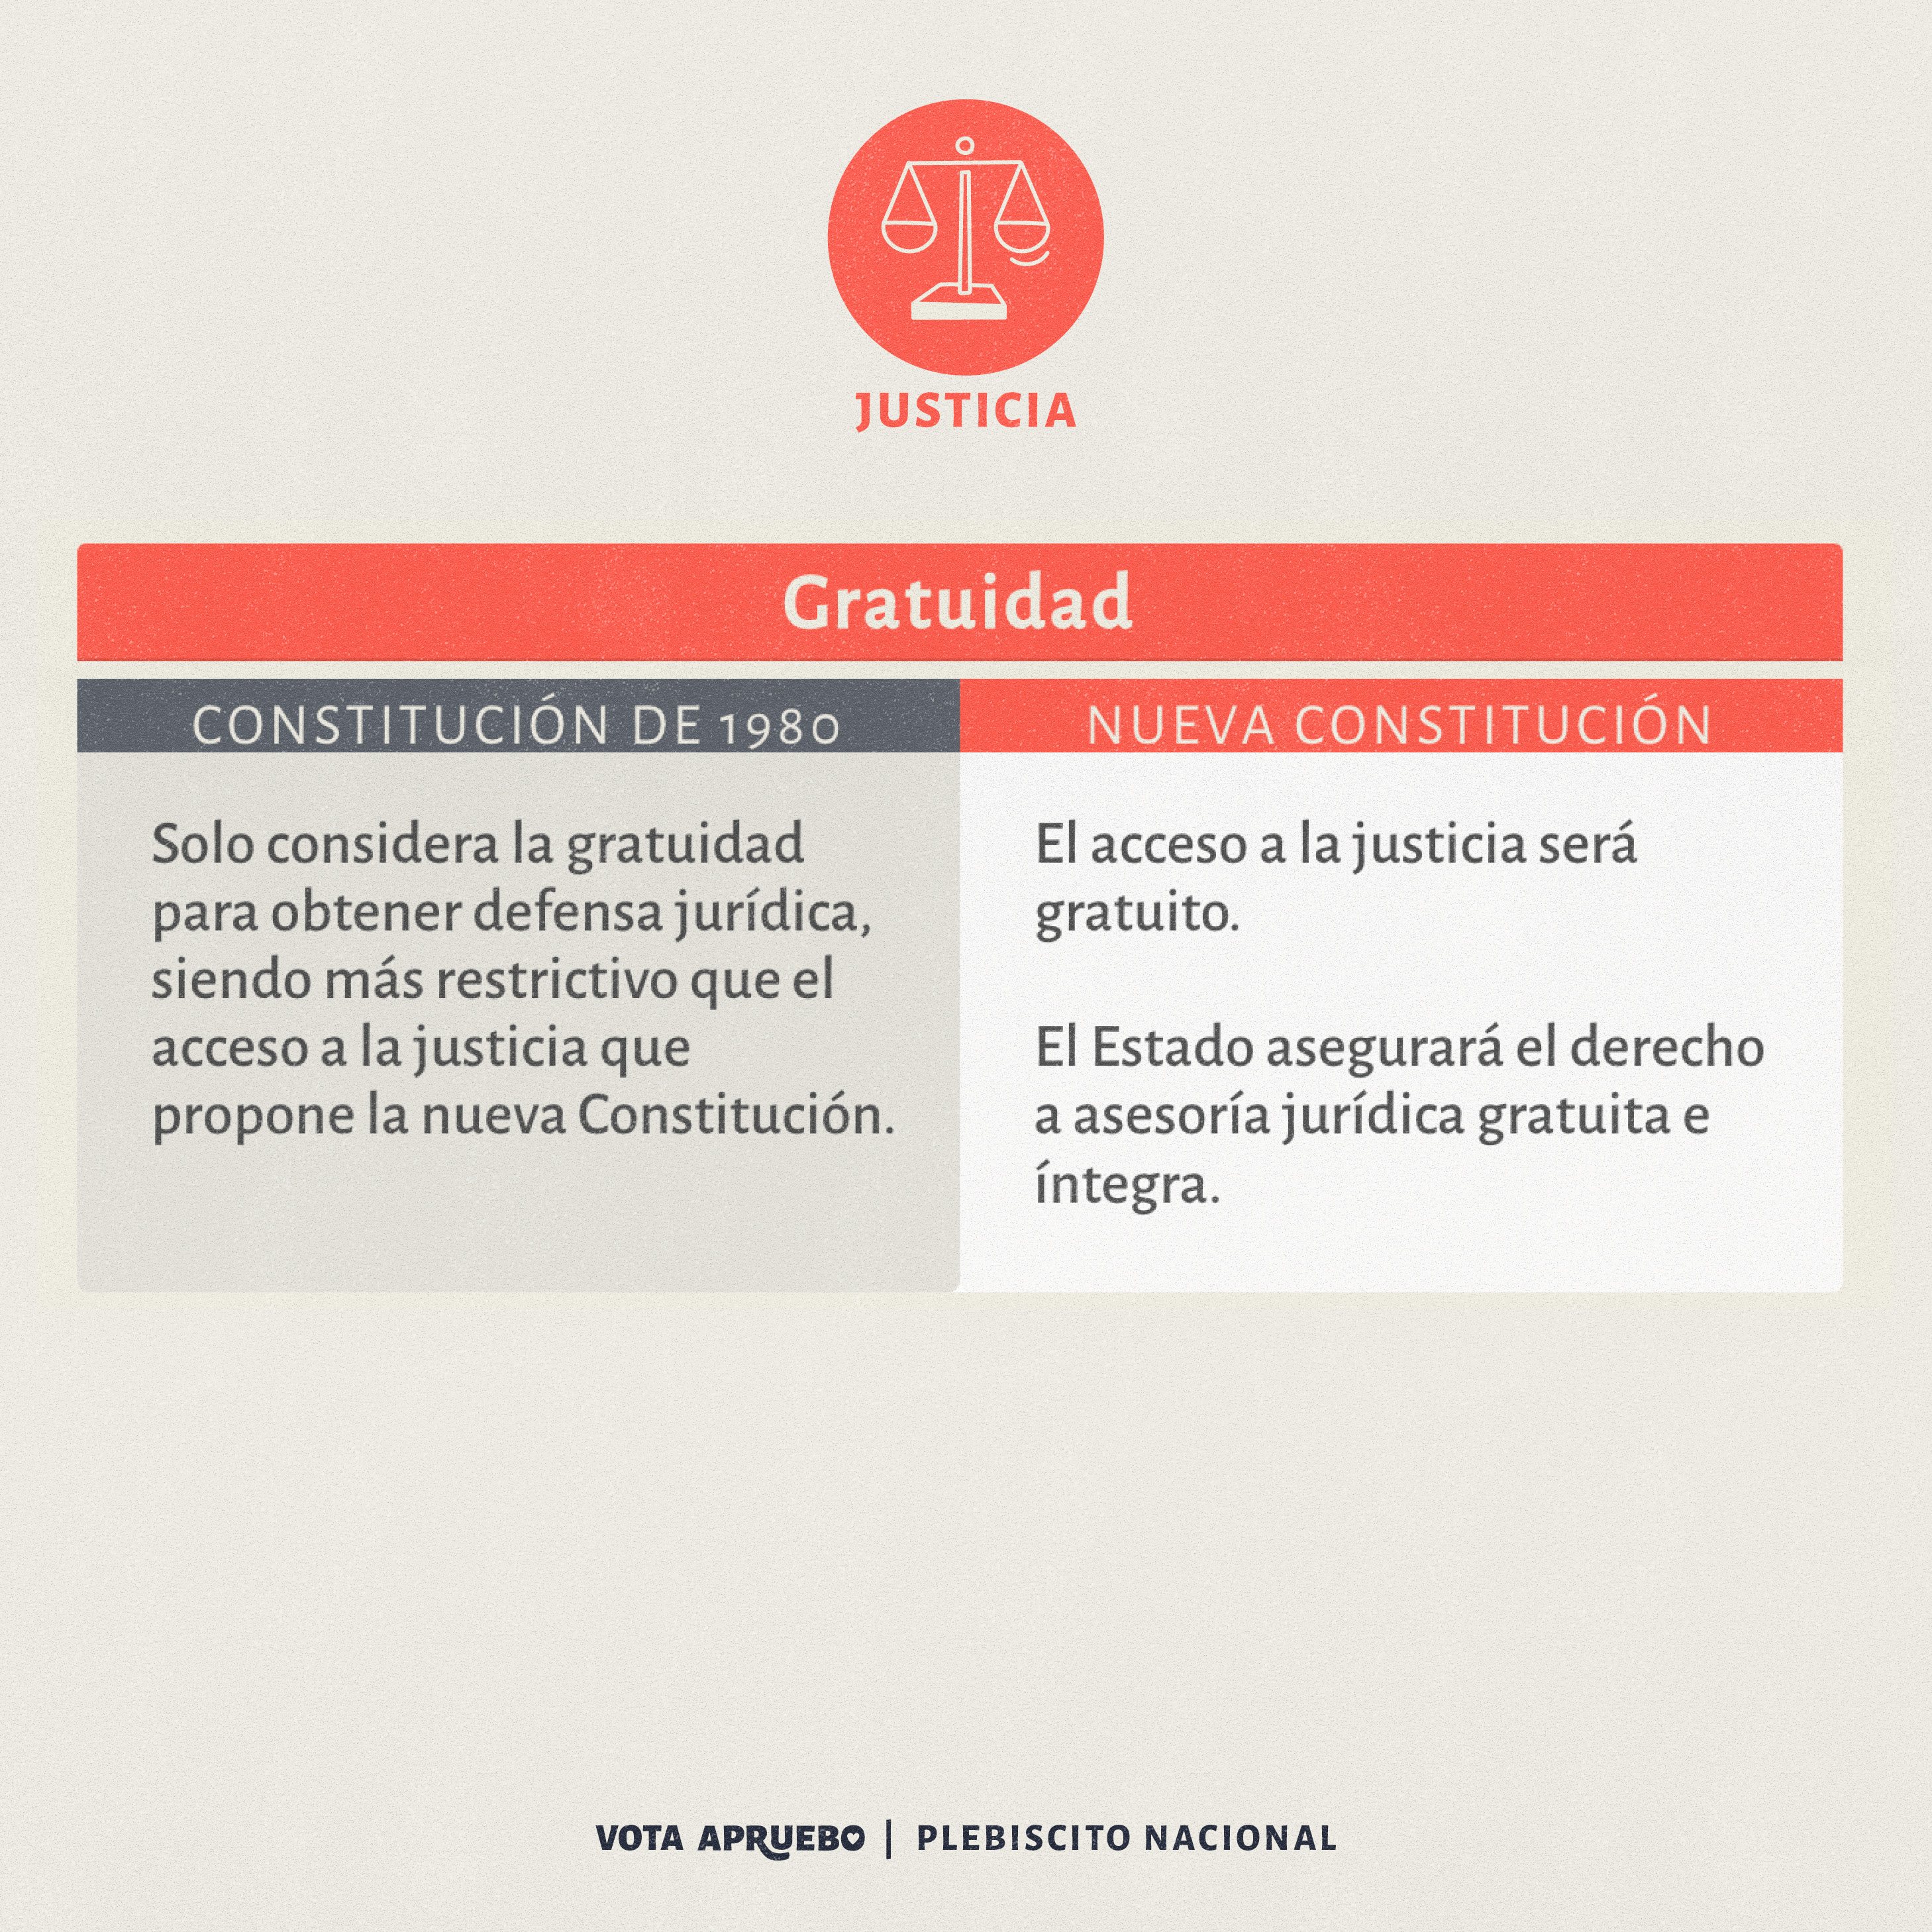 JUSTICIA
Gratuidad
CONSTITUCIÓN DE 1980
Solo considera la gratuidad
para obtener defensa jurídica,
siendo más restrictivo que el
acceso a la justicia que
propone la nueva Constitución.
NUEVA CONSTITUCIÓN
El acceso a la justicia será
gratuito.
El Estado asegurará el derecho
a asesoría jurídica gratuita e
íntegra.
VOTA APRUEBO | PLEBISCITO NACIONAL